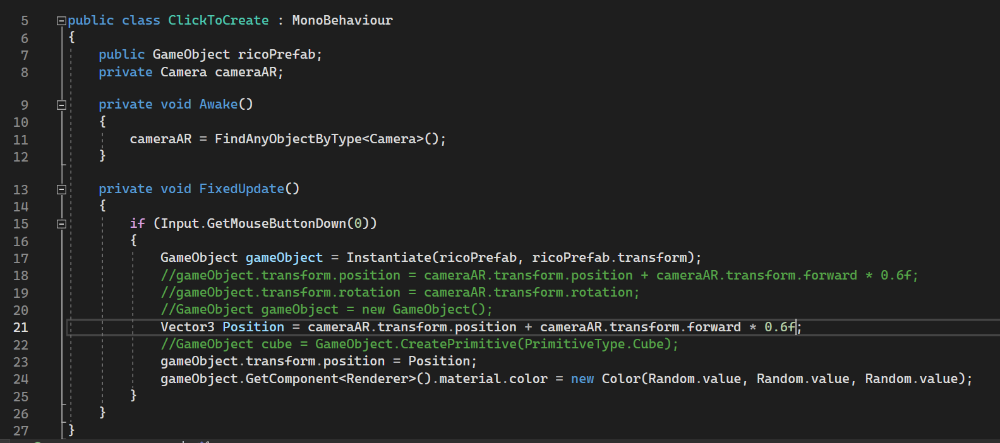 5 public class ClickToCreate : MonoBehaviour
6 {
7 public GameObject ricoPrefab;
8 private Camera cameraAR;
9 private void Awake()
10 {
11 cameraAR = FindAnyObjectByType<Camera>();
12 }
13 private void FixedUpdate()
14 {
15 if (Input.GetMouseButtonDown(0))
16 {
17 GameObject gameObject = Instantiate(ricoPrefab, ricoPrefab.transform);
18 //gameObject.transform.position = cameraAR.transform.position + cameraAR.transform.forward * 0.6f;
19 //gameObject.transform.rotation = cameraAR.transform.rotation;
20 //GameObject gameObject = new GameObject();
21 Vector3 Position = cameraAR.transform.position + cameraAR.transform.forward * 0.6f;
22 //GameObject cube = GameObject.CreatePrimitive(PrimitiveType.Cube);
23 gameObject.transform.position = Position;
24 gameObject.GetComponent<Renderer>().material.color = new Color(Random.value, Random.value, Random.value);
25 }
26 }
27 }